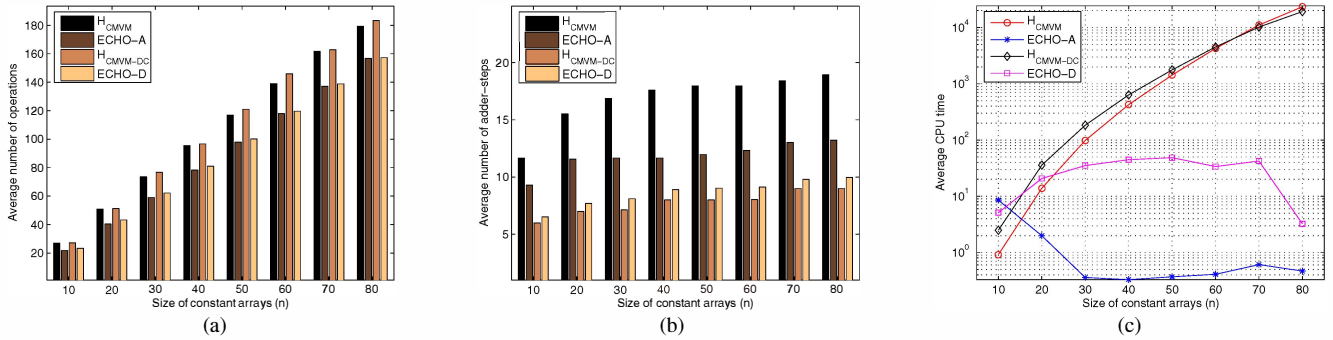 Average number of operations
180
160
140
120
100
80
60
40
20
H_CMVM
ECHO−A
H_CMVM−DC
ECHO−D
10 20 30 40 50 60 70 80
Size of constant arrays (n)
(a)
Average number of adder−steps
20
15
10
5
H_CMVM
ECHO−A
H_CMVM−DC
ECHO−D
10 20 30 40 50 60 70 80
Size of constant arrays (n)
(b)
Average CPU time
10^4
10^3
10^2
10^1
10^0
H_CMVM
ECHO−A
H_CMVM−DC
ECHO−D
10 20 30 40 50 60 70 80
Size of constant arrays (n)
(c)